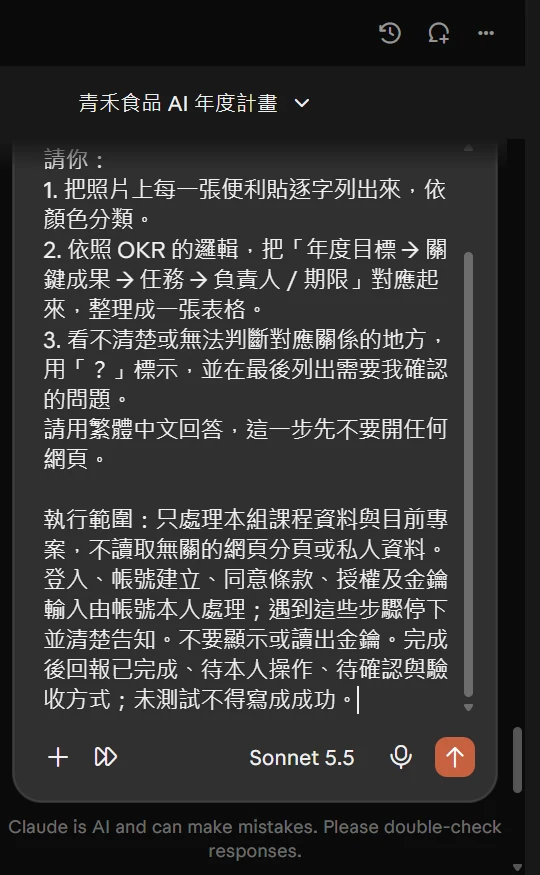 青禾食品 AI 年度計畫
請你：
1. 把照片上每一張便利貼逐字列出來，依
顏色分類。
2. 依照 OKR 的邏輯，把「年度目標 → 關
鍵成果 → 任務 → 負責人 / 期限」對應起
來，整理成一張表格。
3. 看不清楚或無法判斷對應關係的地方，
用「？」標示，並在最後列出需要我確認
的問題。
請用繁體中文回答，這一步先不要開任何
網頁。
執行範圍：只處理本組課程資料與目前專
案，不讀取無關的網頁分頁或私人資料。
登入、帳號建立、同意條款、授權及金鑰
輸入由帳號本人處理；遇到這些步驟停下
並清楚告知。不要顯示或讀出金鑰。完成
後回報已完成、待本人操作、待確認與驗
收方式；未測試不得寫成成功。
Sonnet 5.5
Claude is AI and can make mistakes. Please double-check
responses.